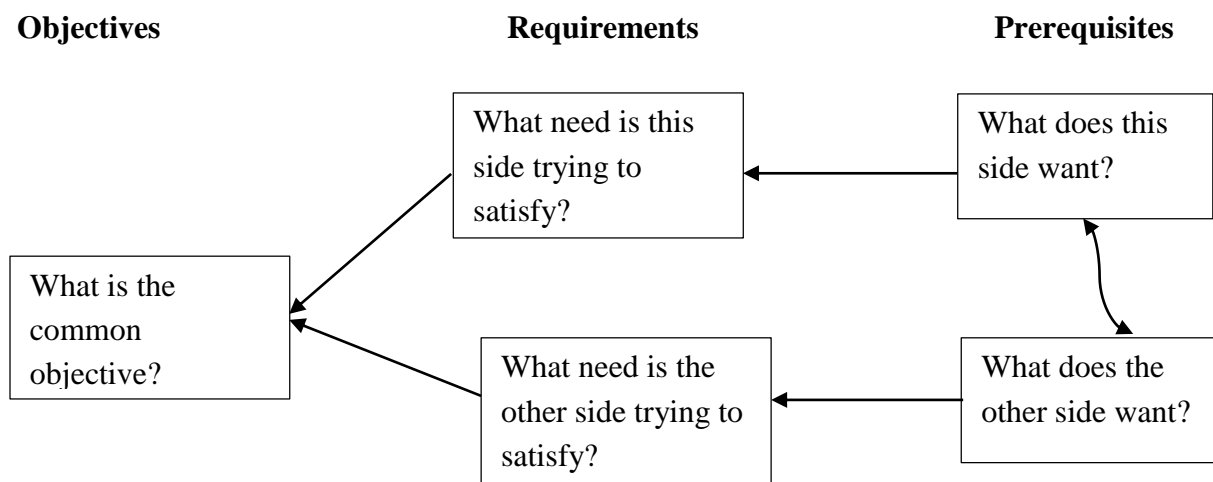 Objectives
Requirements
Prerequisites
What need is this
side trying to
satisfy?
What does this
side want?
What is the
common
objective?
What need is the
other side trying to
satisfy?
What does the
other side want?